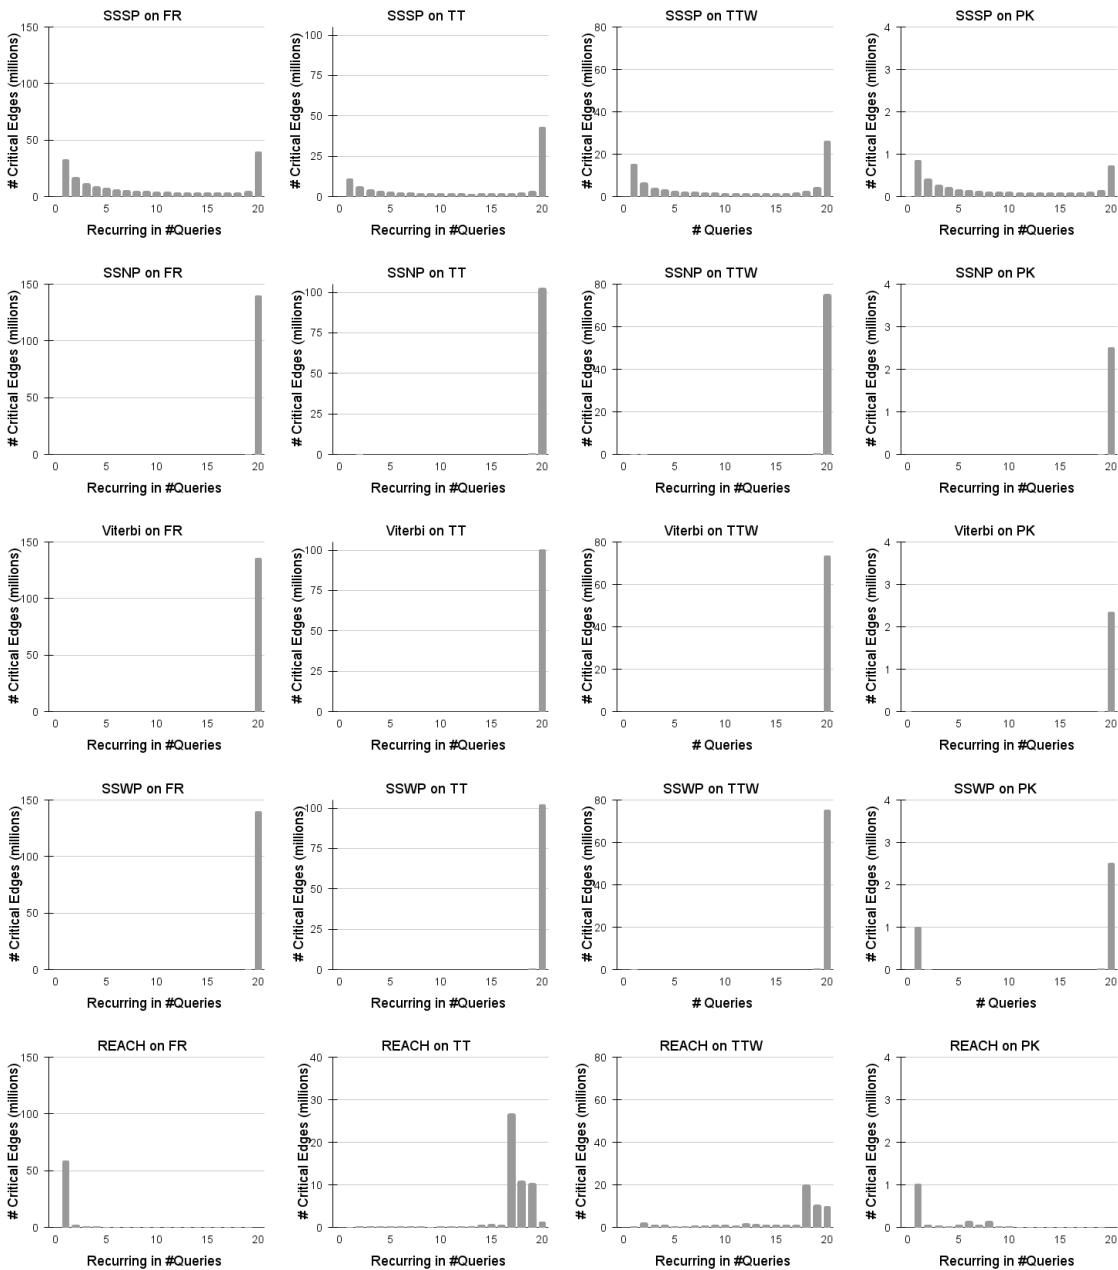 SSSP on FR
# Critical Edges (millions)
150
100
50
0
0 5 10 15 20
Recurring in #Queries
SSSP on TT
# Critical Edges (millions)
100
75
50
25
0
0 5 10 15 20
Recurring in #Queries
SSSP on TTW
# Critical Edges (millions)
80
60
40
20
0
0 5 10 15 20
# Queries
SSSP on PK
# Critical Edges (millions)
4
3
2
1
0
0 5 10 15 20
Recurring in #Queries
SSNP on FR
# Critical Edges (millions)
150
100
50
0
0 5 10 15 20
Recurring in #Queries
SSNP on TT
# Critical Edges (millions)
100
75
50
25
0
0 5 10 15 20
Recurring in #Queries
SSNP on TTW
# Critical Edges (millions)
80
60
40
20
0
0 5 10 15 20
Recurring in #Queries
SSNP on PK
# Critical Edges (millions)
4
3
2
1
0
0 5 10 15 20
Recurring in #Queries
Viterbi on FR
# Critical Edges (millions)
150
100
50
0
0 5 10 15 20
Recurring in #Queries
Viterbi on TT
# Critical Edges (millions)
100
75
50
25
0
0 5 10 15 20
Recurring in #Queries
Viterbi on TTW
# Critical Edges (millions)
80
60
40
20
0
0 5 10 15 20
# Queries
Viterbi on PK
# Critical Edges (millions)
4
3
2
1
0
0 5 10 15 20
Recurring in #Queries
SSWP on FR
# Critical Edges (millions)
150
100
50
0
0 5 10 15 20
Recurring in #Queries
SSWP on TT
# Critical Edges (millions)
100
75
50
25
0
0 5 10 15 20
Recurring in #Queries
SSWP on TTW
# Critical Edges (millions)
80
60
40
20
0
0 5 10 15 20
# Queries
SSWP on PK
# Critical Edges (millions)
4
3
2
1
0
0 5 10 15 20
# Queries
REACH on FR
# Critical Edges (millions)
150
100
50
0
0 5 10 15 20
Recurring in #Queries
REACH on TT
# Critical Edges (millions)
40
30
20
10
0
0 5 10 15 20
Recurring in #Queries
REACH on TTW
# Critical Edges (millions)
80
60
40
20
0
0 5 10 15 20
Recurring in #Queries
REACH on PK
# Critical Edges (millions)
4
3
2
1
0
0 5 10 15 20
Recurring in #Queries